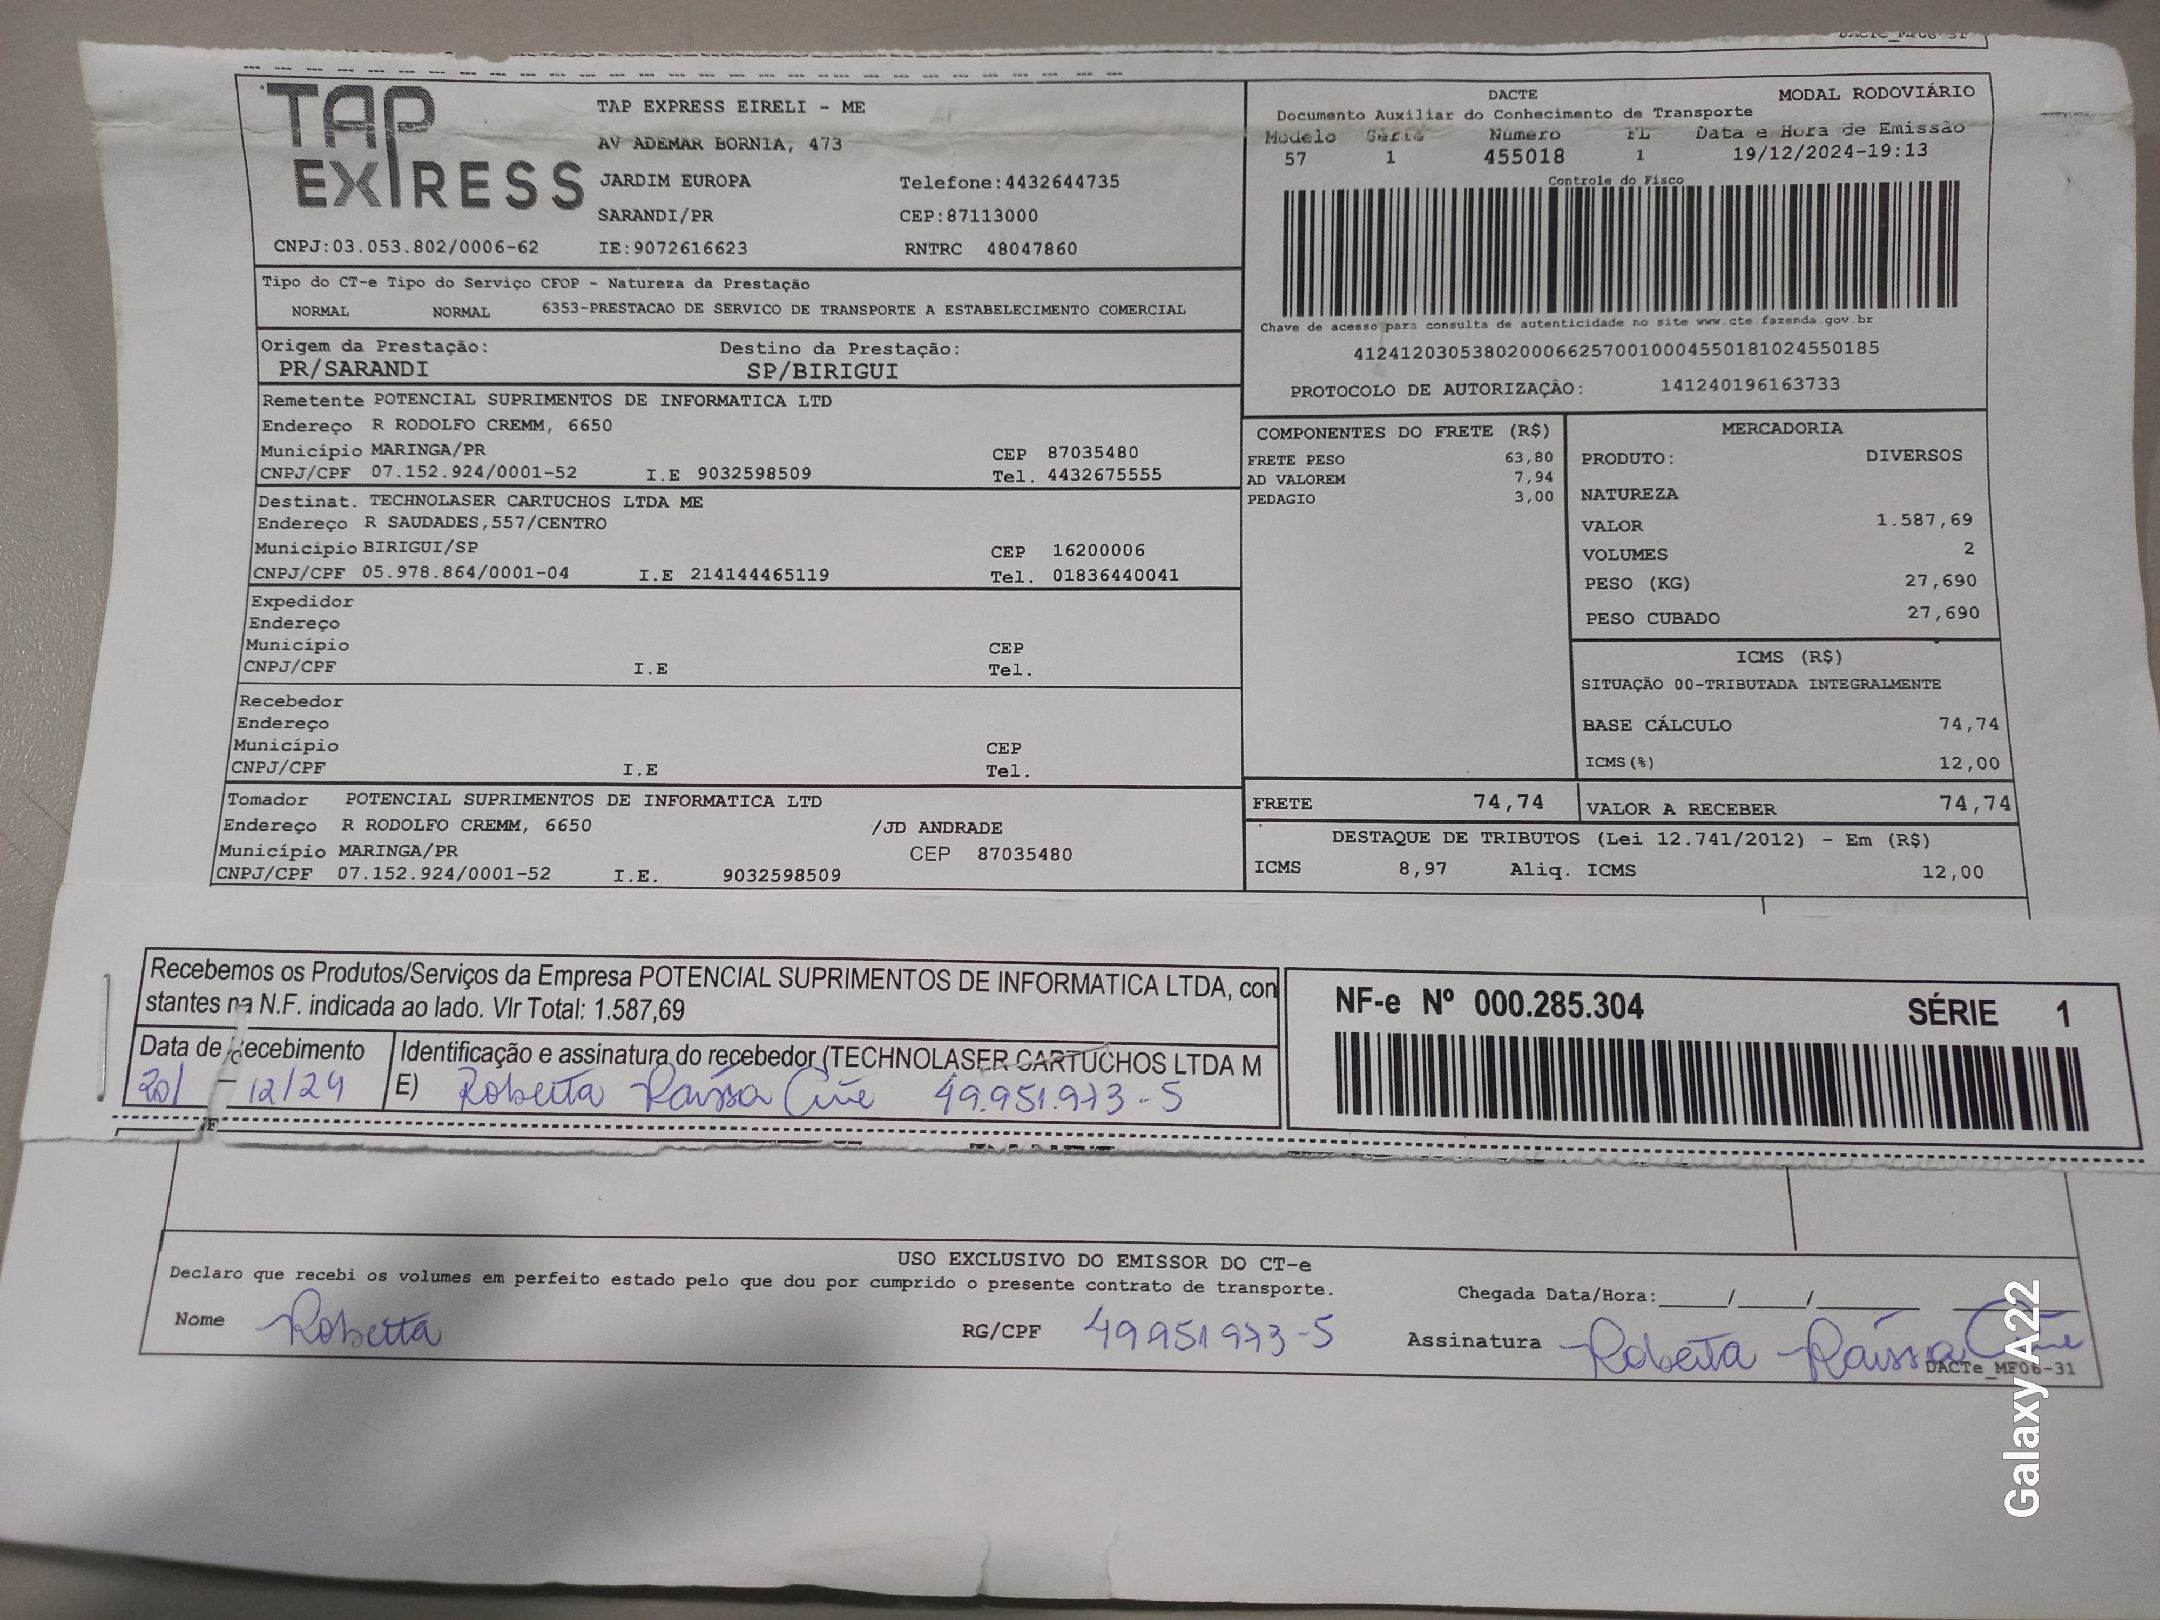 TAP EXPRESS
TAP EXPRESS EIRELI - ME
AV ADEMAR BORNIA, 473
JARDIM EUROPA Telefone:4432644735
SARANDI/PR CEP:87113000
CNPJ:03.053.802/0006-62 IE:9072616623 RNTRC 48047860
DACTE MODAL RODOVIÁRIO
Documento Auxiliar do Conhecimento de Transporte
Modelo Série Número FL Data e Hora de Emissão
57 1 455018 1 19/12/2024-19:13
Controle do Fisco
Chave de acesso para consulta de autenticidade no site www.cte.fazenda.gov.br
41241203053802000662570010004550181024550185
PROTOCOLO DE AUTORIZAÇÃO: 141240196163733
Tipo do CT-e Tipo do Serviço CFOP - Natureza da Prestação
NORMAL NORMAL 6353-PRESTACAO DE SERVICO DE TRANSPORTE A ESTABELECIMENTO COMERCIAL
Origem da Prestação: Destino da Prestação:
PR/SARANDI SP/BIRIGUI
Remetente POTENCIAL SUPRIMENTOS DE INFORMATICA LTD
Endereço R RODOLFO CREMM, 6650
Município MARINGA/PR CEP 87035480
CNPJ/CPF 07.152.924/0001-52 I.E 9032598509 Tel. 4432675555
Destinat. TECHNOLASER CARTUCHOS LTDA ME
Endereço R SAUDADES,557/CENTRO
Município BIRIGUI/SP CEP 16200006
CNPJ/CPF 05.978.864/0001-04 I.E 214144465119 Tel. 01836440041
Expedidor
Endereço
Município CEP
CNPJ/CPF I.E Tel.
Recebedor
Endereço
Município CEP
CNPJ/CPF I.E Tel.
Tomador POTENCIAL SUPRIMENTOS DE INFORMATICA LTD
Endereço R RODOLFO CREMM, 6650 /JD ANDRADE
Município MARINGA/PR CEP 87035480
CNPJ/CPF 07.152.924/0001-52 I.E. 9032598509
COMPONENTES DO FRETE (R$)
FRETE PESO 63,80
AD VALOREM 7,94
PEDAGIO 3,00
MERCADORIA
PRODUTO: DIVERSOS
NATUREZA
VALOR 1.587,69
VOLUMES 2
PESO (KG) 27,690
PESO CUBADO 27,690
ICMS (R$)
SITUAÇÃO 00-TRIBUTADA INTEGRALMENTE
BASE CÁLCULO 74,74
ICMS(%) 12,00
FRETE 74,74 VALOR A RECEBER 74,74
DESTAQUE DE TRIBUTOS (Lei 12.741/2012) - Em (R$)
ICMS 8,97 Aliq. ICMS 12,00
Recebemos os Produtos/Serviços da Empresa POTENCIAL SUPRIMENTOS DE INFORMATICA LTDA, con
stantes na N.F. indicada ao lado. Vlr Total: 1.587,69
Data de Recebimento Identificação e assinatura do recebedor (TECHNOLASER CARTUCHOS LTDA M
20/12/24 E) Roberta Raíssa 49.951.973-5
NF-e Nº 000.285.304 SÉRIE 1
USO EXCLUSIVO DO EMISSOR DO CT-e
Declaro que recebi os volumes em perfeito estado pelo que dou por cumprido o presente contrato de transporte.
Chegada Data/Hora:_____/_____/_______
Nome Roberta RG/CPF 49951973-5 Assinatura Roberta Raíssa
DACTe_MF06-31
Galaxy A22